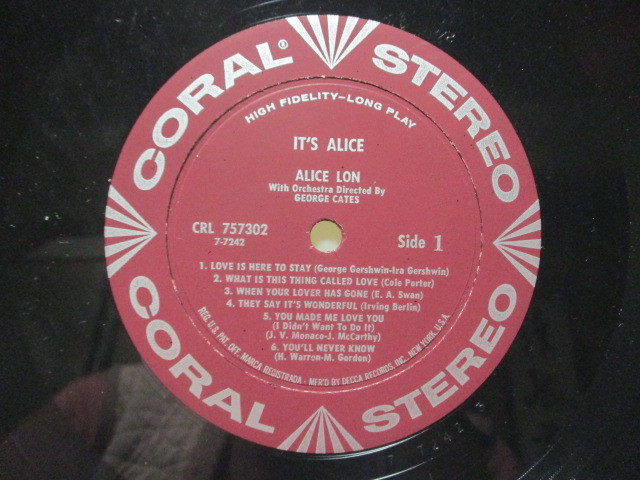 CORAL® STEREO
HIGH FIDELITY—LONG PLAY
IT'S ALICE
ALICE LON
With Orchestra Directed By
GEORGE CATES
CRL 757302
7-7242
Side 1
1. LOVE IS HERE TO STAY (George Gershwin-Ira Gershwin)
2. WHAT IS THIS THING CALLED LOVE (Cole Porter)
3. WHEN YOUR LOVER HAS GONE (E. A. Swan)
4. THEY SAY IT'S WONDERFUL (Irving Berlin)
5. YOU MADE ME LOVE YOU
(I Didn't Want To Do It)
(J. V. Monaco-J. McCarthy)
6. YOU'LL NEVER KNOW
(H. Warren-M. Gordon)
REG. U.S. PAT. OFF. MARCA REGISTRADA - MFR'D BY DECCA RECORDS, INC., NEW YORK, U.S.A.
CORAL STEREO